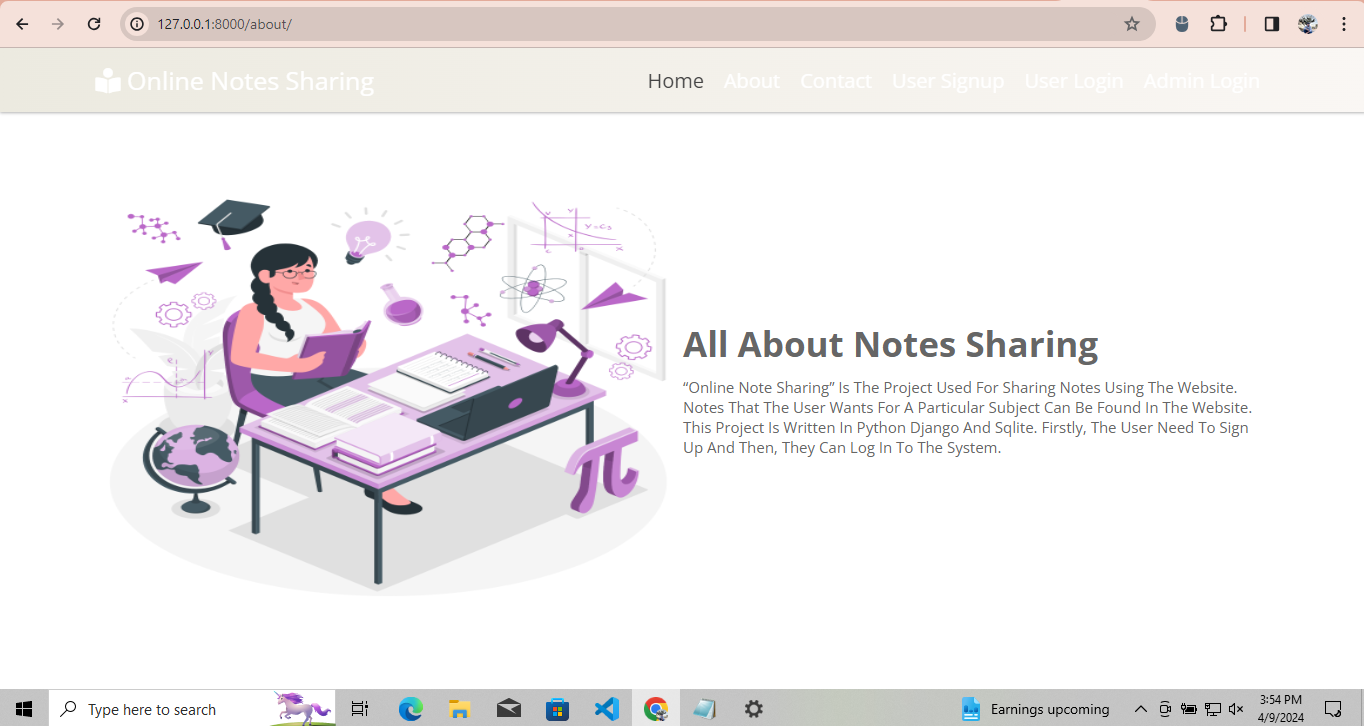 127.0.0.1:8000/about/
Online Notes Sharing
Home About Contact User Signup User Login Admin Login
Y=Cs
All About Notes Sharing
“Online Note Sharing” Is The Project Used For Sharing Notes Using The Website.
Notes That The User Wants For A Particular Subject Can Be Found In The Website.
This Project Is Written In Python Django And Sqlite. Firstly, The User Need To Sign
Up And Then, They Can Log In To The System.
Type here to search
Earnings upcoming
3:54 PM
4/9/2024